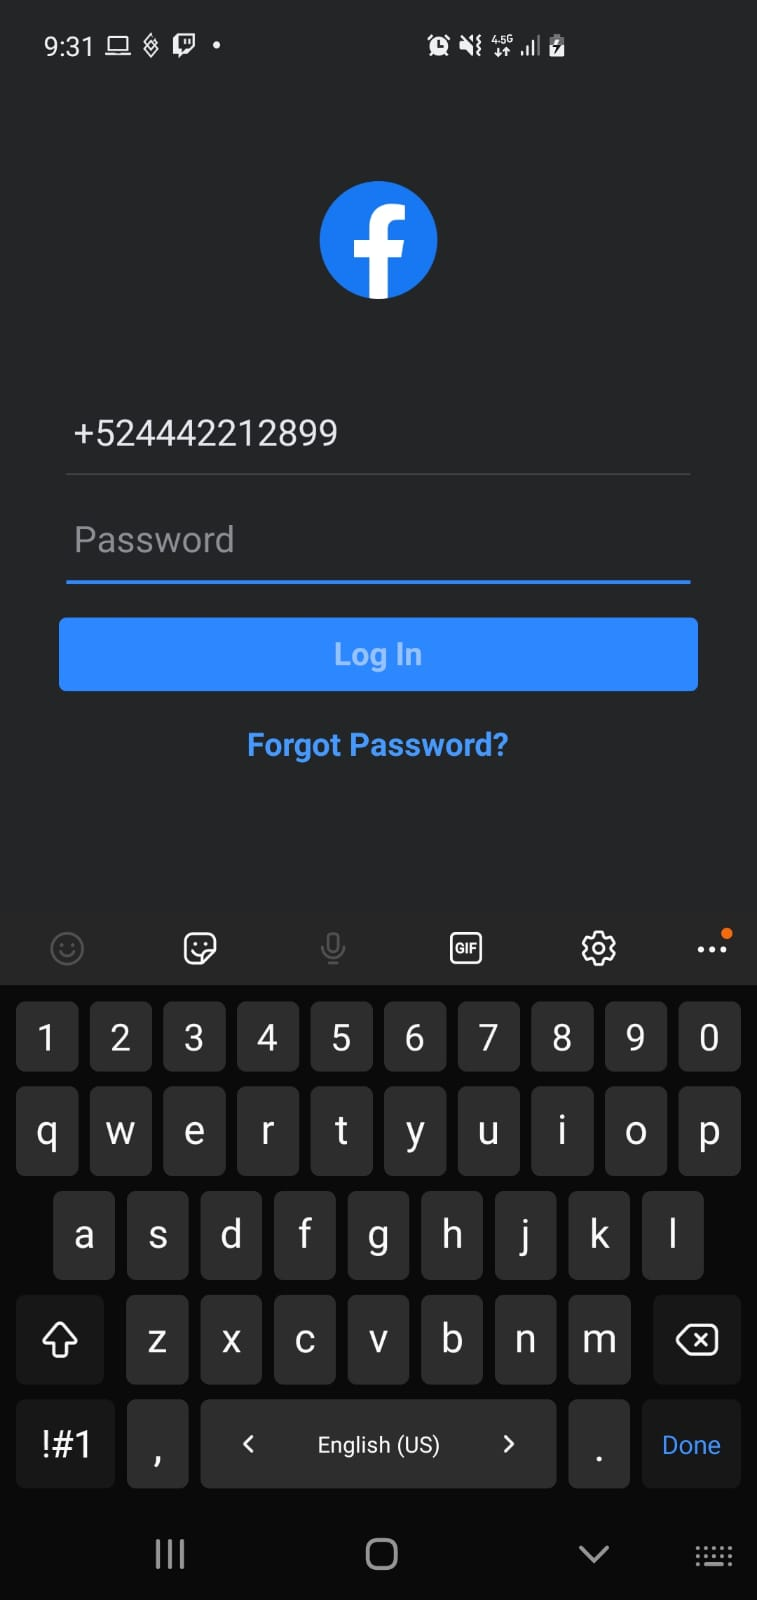 9:31 4.5G
+524442212899
Password
Log In
Forgot Password?
GIF
1 2 3 4 5 6 7 8 9 0
q w e r t y u i o p
a s d f g h j k l
z x c v b n m
!#1 , < English (US) > . Done